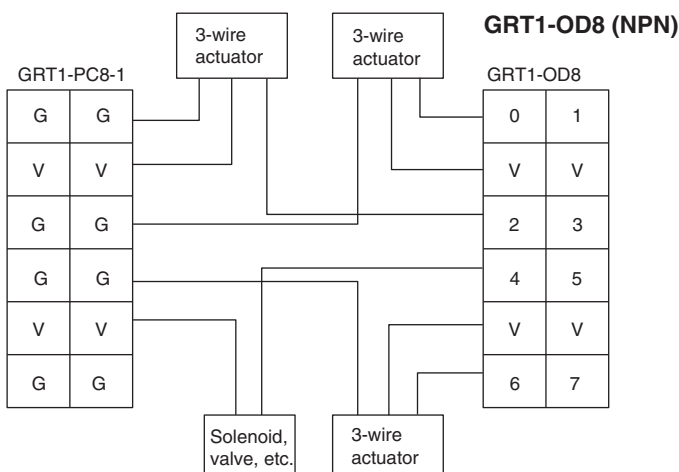 GRT1-OD8 (NPN)
3-wire
actuator
3-wire
actuator
GRT1-PC8-1
GRT1-OD8
G G
V V
G G
G G
V V
G G
0 1
V V
2 3
4 5
V V
6 7
Solenoid,
valve, etc.
3-wire
actuator